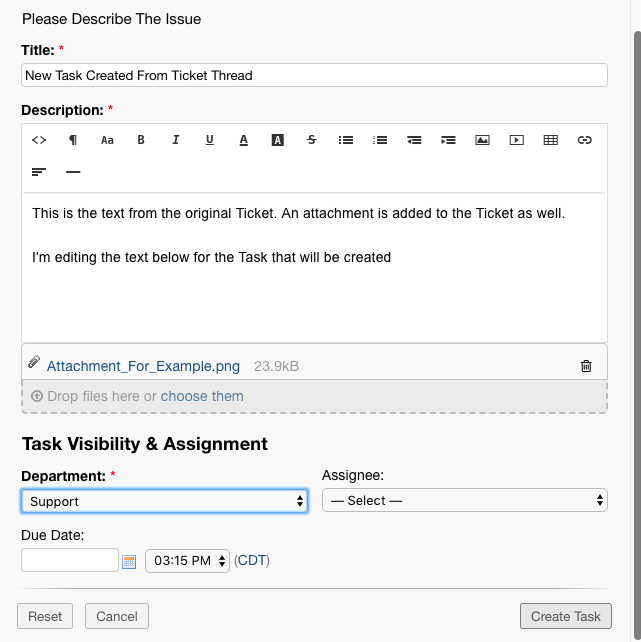 Please Describe The Issue
Title: *
New Task Created From Ticket Thread
Description: *
<> ¶ Aa B I U A A S
This is the text from the original Ticket. An attachment is added to the Ticket as well.
I'm editing the text below for the Task that will be created
Attachment_For_Example.png 23.9kB
Drop files here or choose them
Task Visibility & Assignment
Department: * Assignee:
Support — Select —
Due Date:
03:15 PM (CDT)
Reset Cancel Create Task